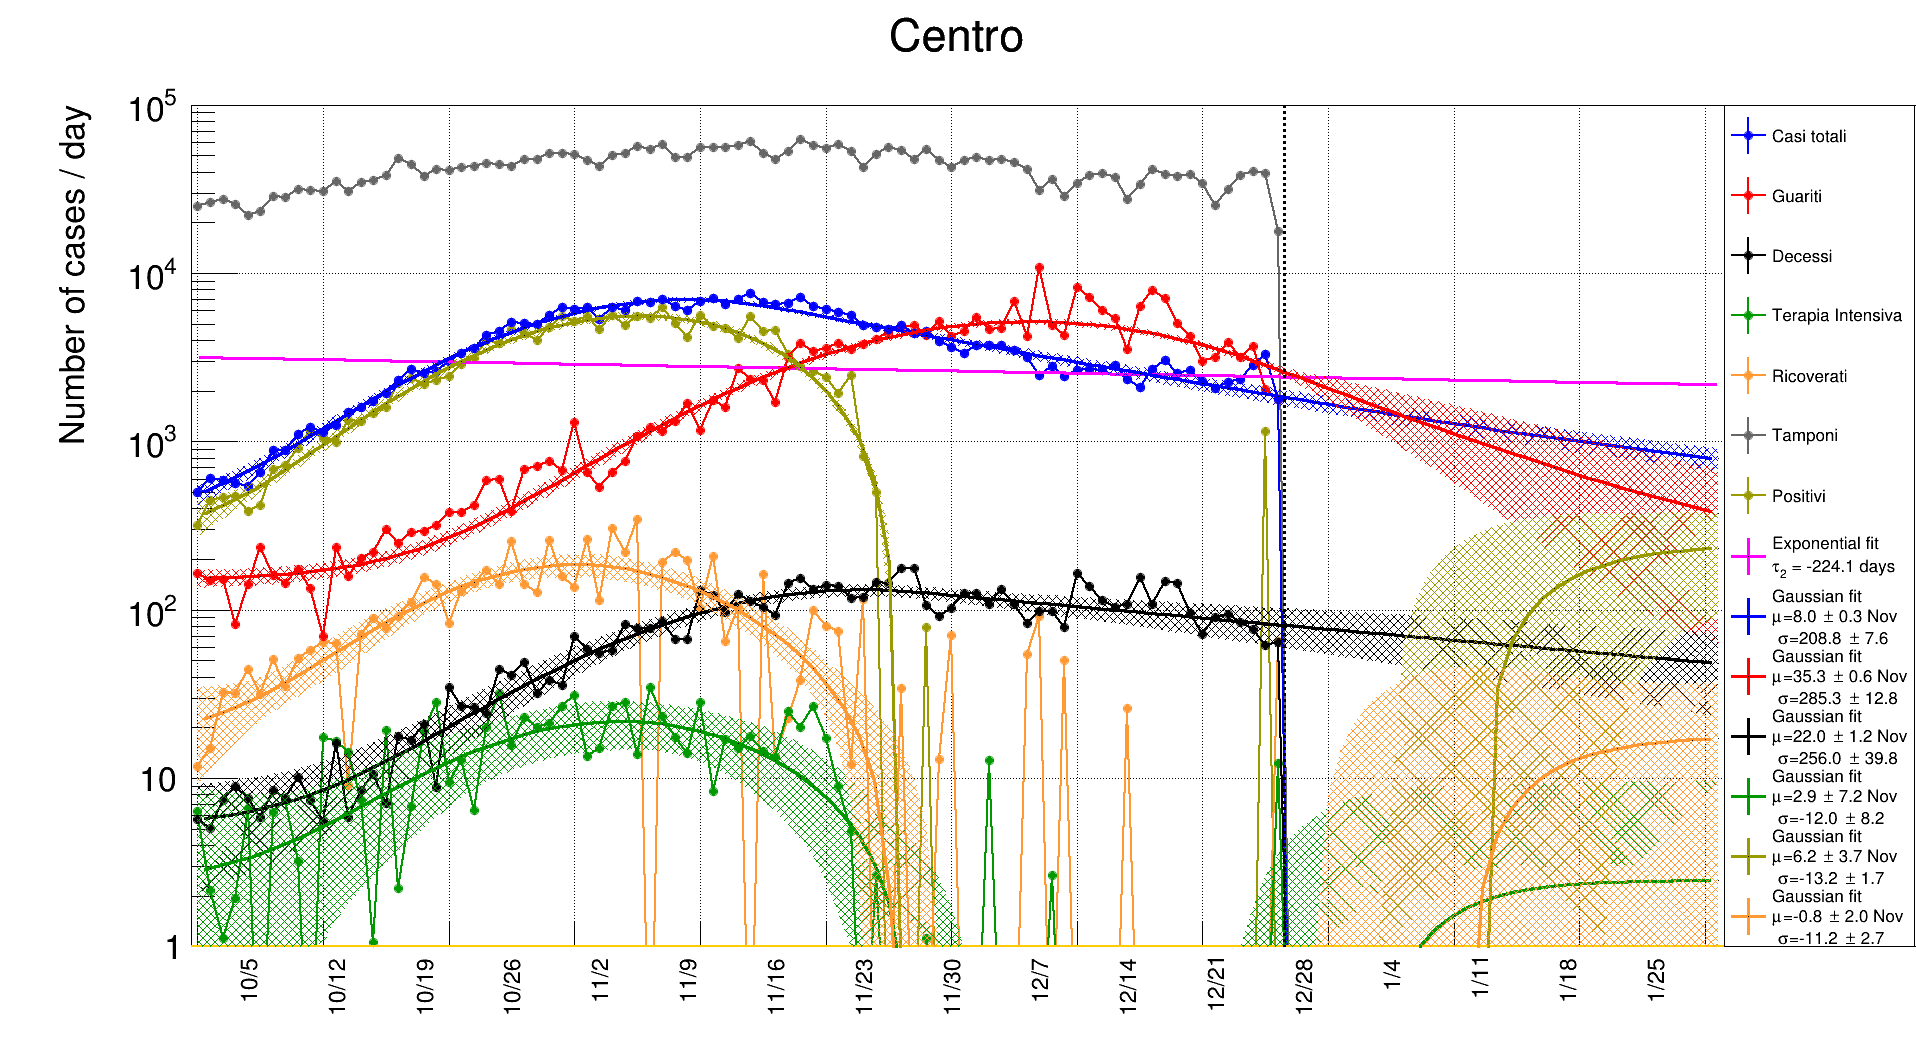 Centro
Number of cases / day
10^5
10^4
10^3
10^2
10
1
10/5
10/12
10/19
10/26
11/2
11/9
11/16
11/23
11/30
12/7
12/14
12/21
12/28
1/4
1/11
1/18
1/25
Casi totali
Guariti
Decessi
Terapia Intensiva
Ricoverati
Tamponi
Positivi
Exponential fit
τ_2 = -224.1 days
Gaussian fit
μ=8.0 ± 0.3 Nov
σ=208.8 ± 7.6
Gaussian fit
μ=35.3 ± 0.6 Nov
σ=285.3 ± 12.8
Gaussian fit
μ=22.0 ± 1.2 Nov
σ=256.0 ± 39.8
Gaussian fit
μ=2.9 ± 7.2 Nov
σ=-12.0 ± 8.2
Gaussian fit
μ=6.2 ± 3.7 Nov
σ=-13.2 ± 1.7
Gaussian fit
μ=-0.8 ± 2.0 Nov
σ=-11.2 ± 2.7